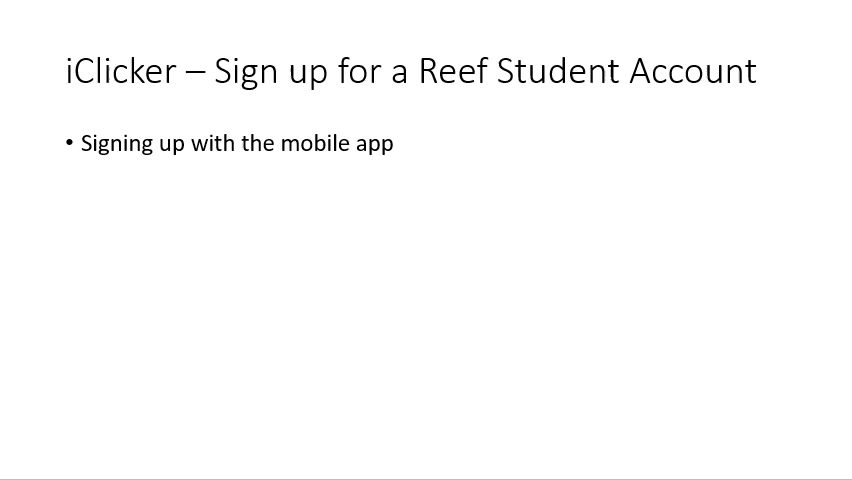 iClicker – Sign up for a Reef Student Account
• Signing up with the mobile app